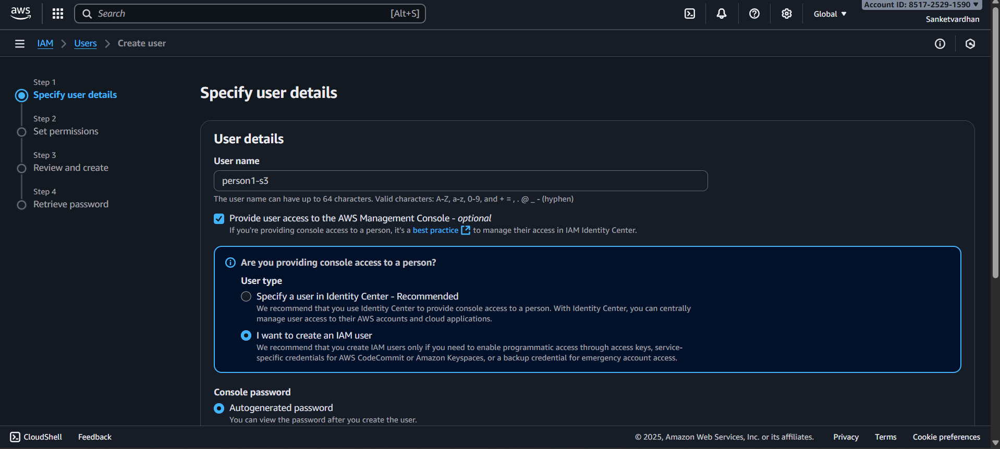 aws
Search [Alt+S]
Global
Account ID: 8517-2529-1590
Sanketvardhan
IAM > Users > Create user
Step 1
Specify user details
Step 2
Set permissions
Step 3
Review and create
Step 4
Retrieve password
Specify user details
User details
User name
person1-s3
The user name can have up to 64 characters. Valid characters: A-Z, a-z, 0-9, and + = , . @ _ - (hyphen)
Provide user access to the AWS Management Console - optional
If you're providing console access to a person, it's a best practice to manage their access in IAM Identity Center.
Are you providing console access to a person?
User type
Specify a user in Identity Center - Recommended
We recommend that you use Identity Center to provide console access to a person. With Identity Center, you can centrally
manage user access to their AWS accounts and cloud applications.
I want to create an IAM user
We recommend that you create IAM users only if you need to enable programmatic access through access keys, service-
specific credentials for AWS CodeCommit or Amazon Keyspaces, or a backup credential for emergency account access.
Console password
Autogenerated password
You can view the password after you create the user.
CloudShell Feedback © 2025, Amazon Web Services, Inc. or its affiliates. Privacy Terms Cookie preferences